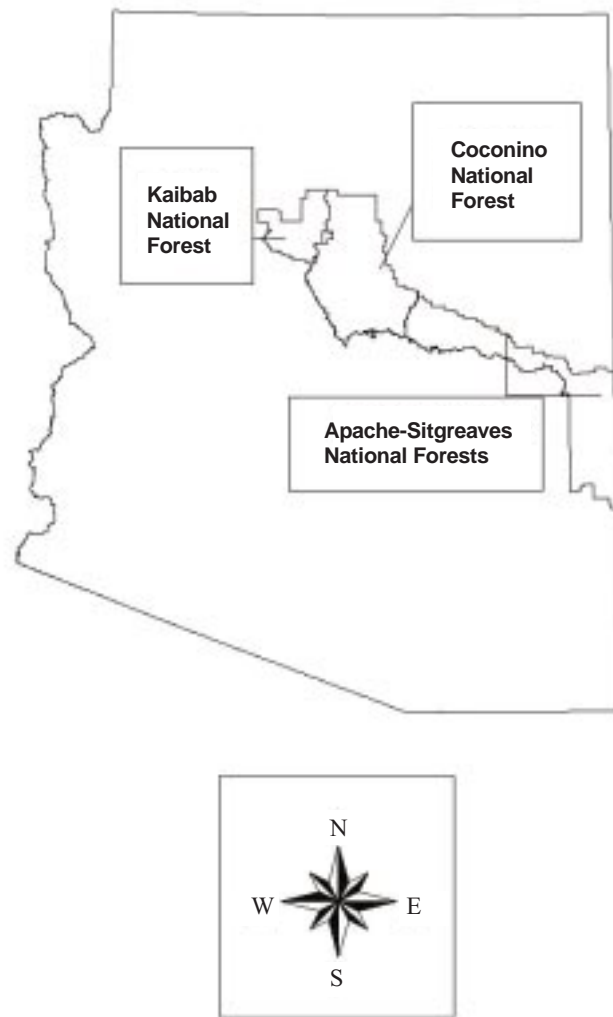 Coconino
National
Forest
Kaibab
National
Forest
Apache-Sitgreaves
National Forests
N
W
E
S